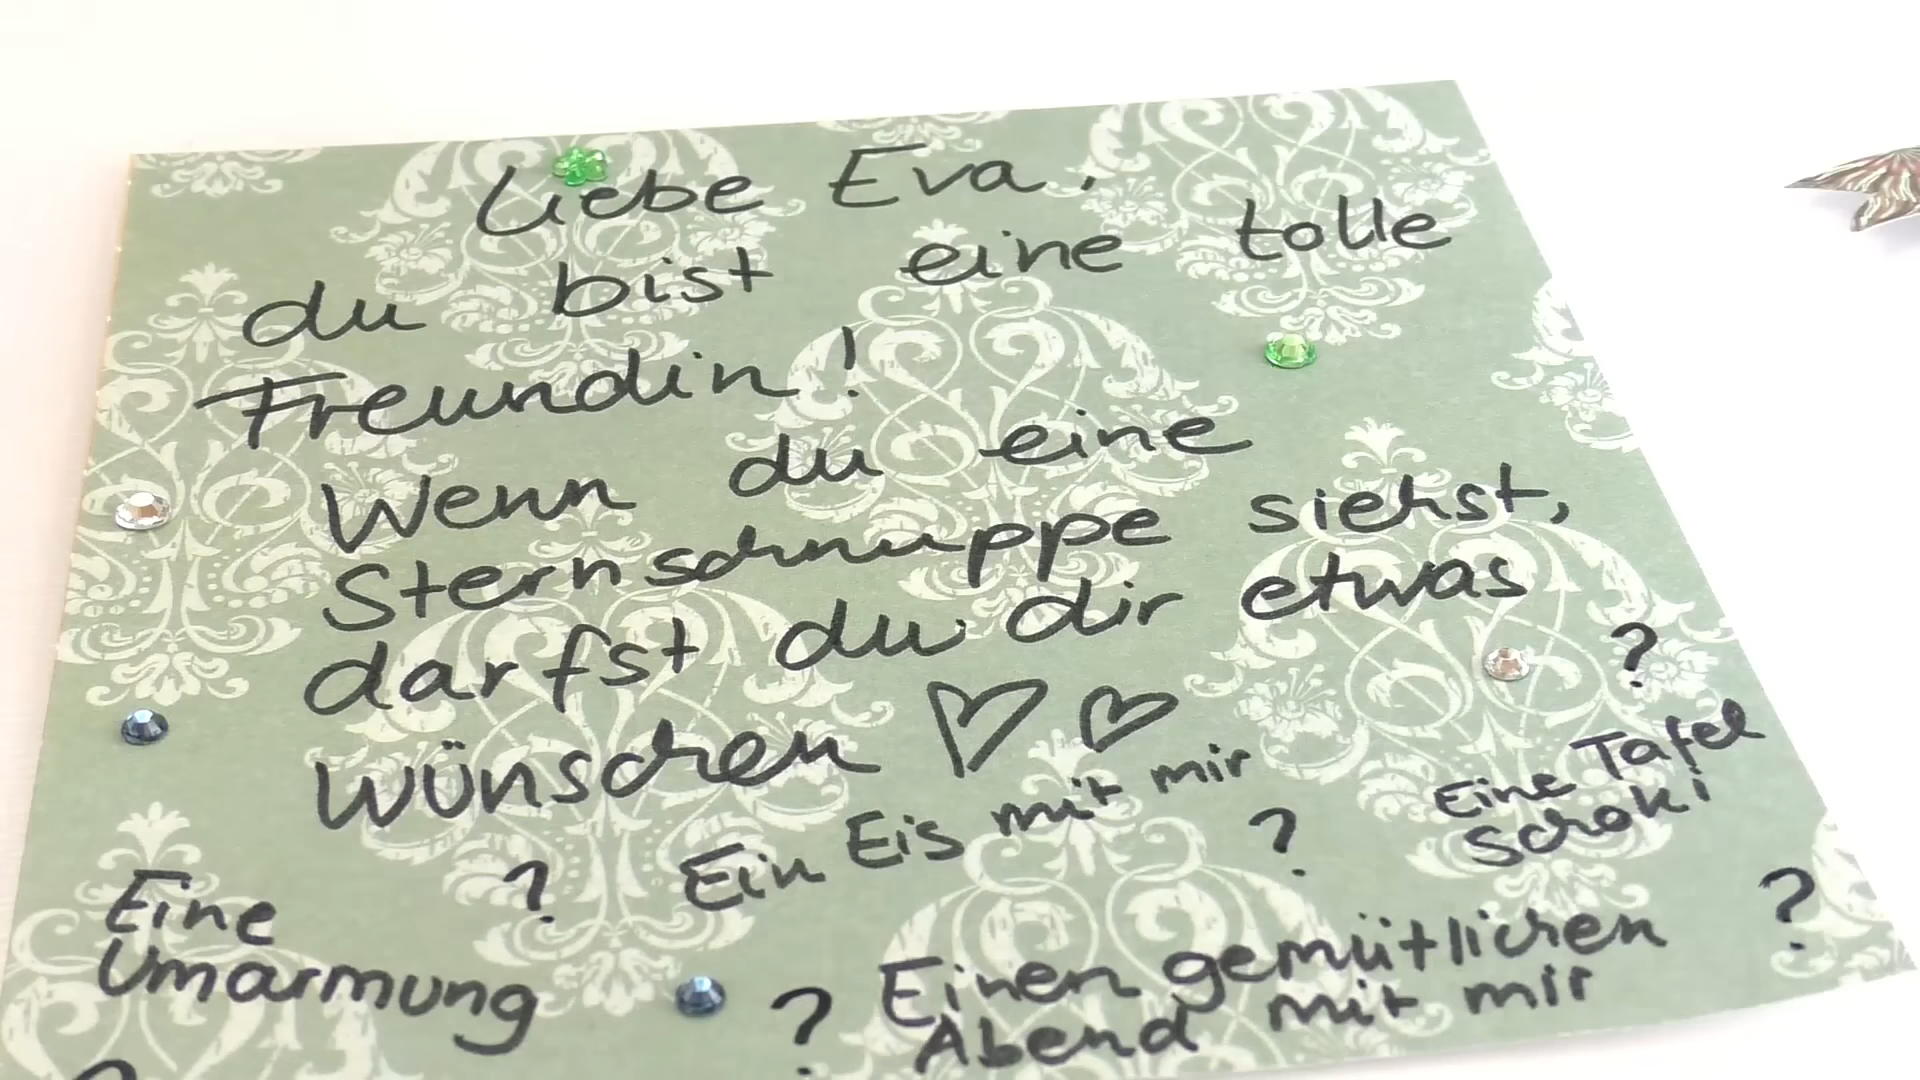 Liebe Eva,
du bist eine tolle
Freundin!
Wenn du eine
Sternschnuppe siehst,
darfst du dir etwas
wünschen ♡ ♡
?
Eine Tafel
Schoki
? Ein Eis mit mir ?
Eine
Umarmung
? Einen gemütlichen ?
Abend mit mir
?